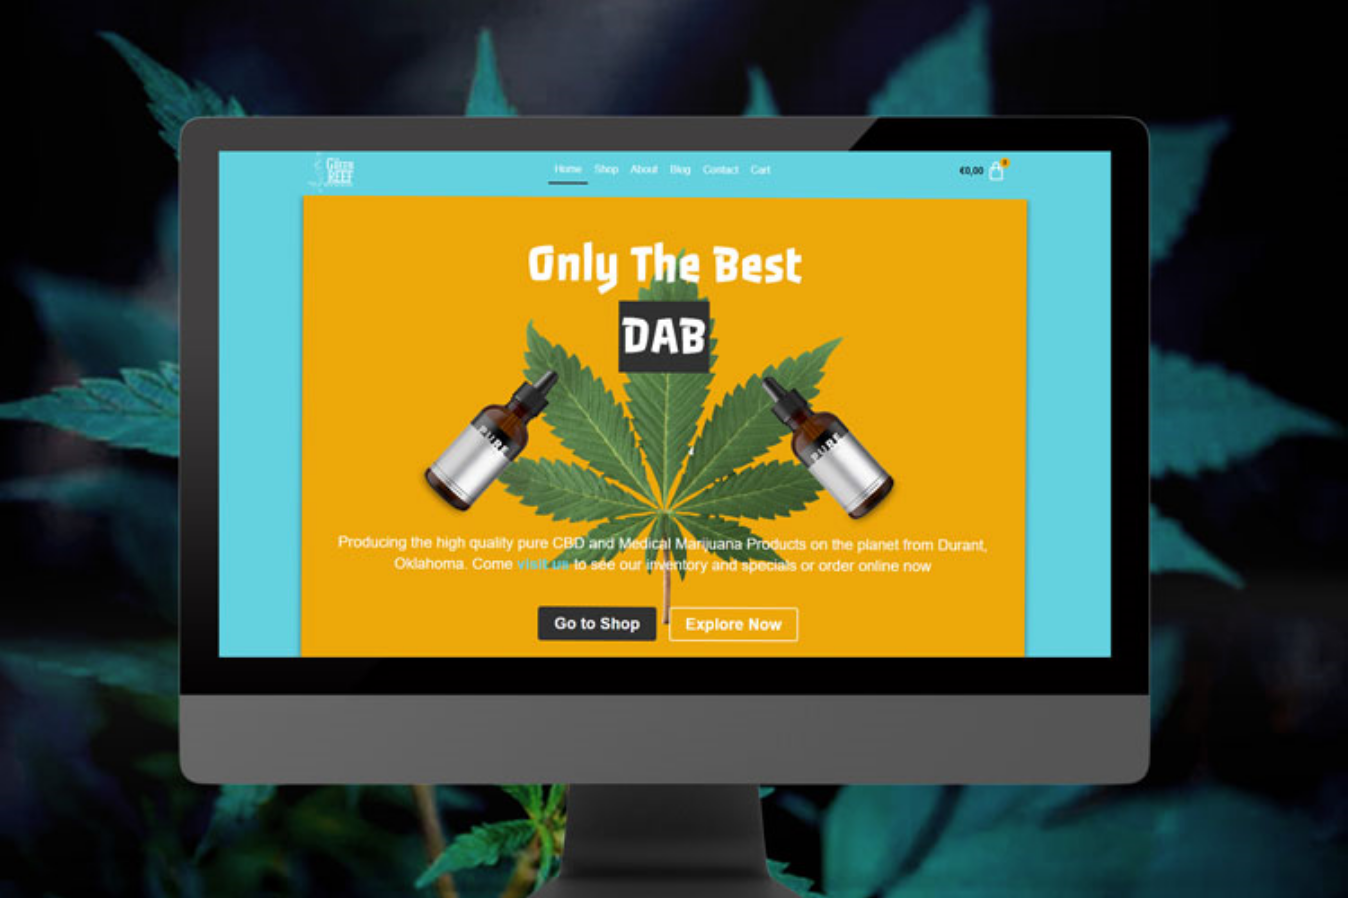 The
GREEN
REEF
Home Shop About Blog Contact Cart
€0,00
0
Only The Best
DAB
PURE
PURE
Producing the high quality pure CBD and Medical Marijuana Products on the planet from Durant,
Oklahoma. Come visit us to see our inventory and specials or order online now
Go to Shop
Explore Now